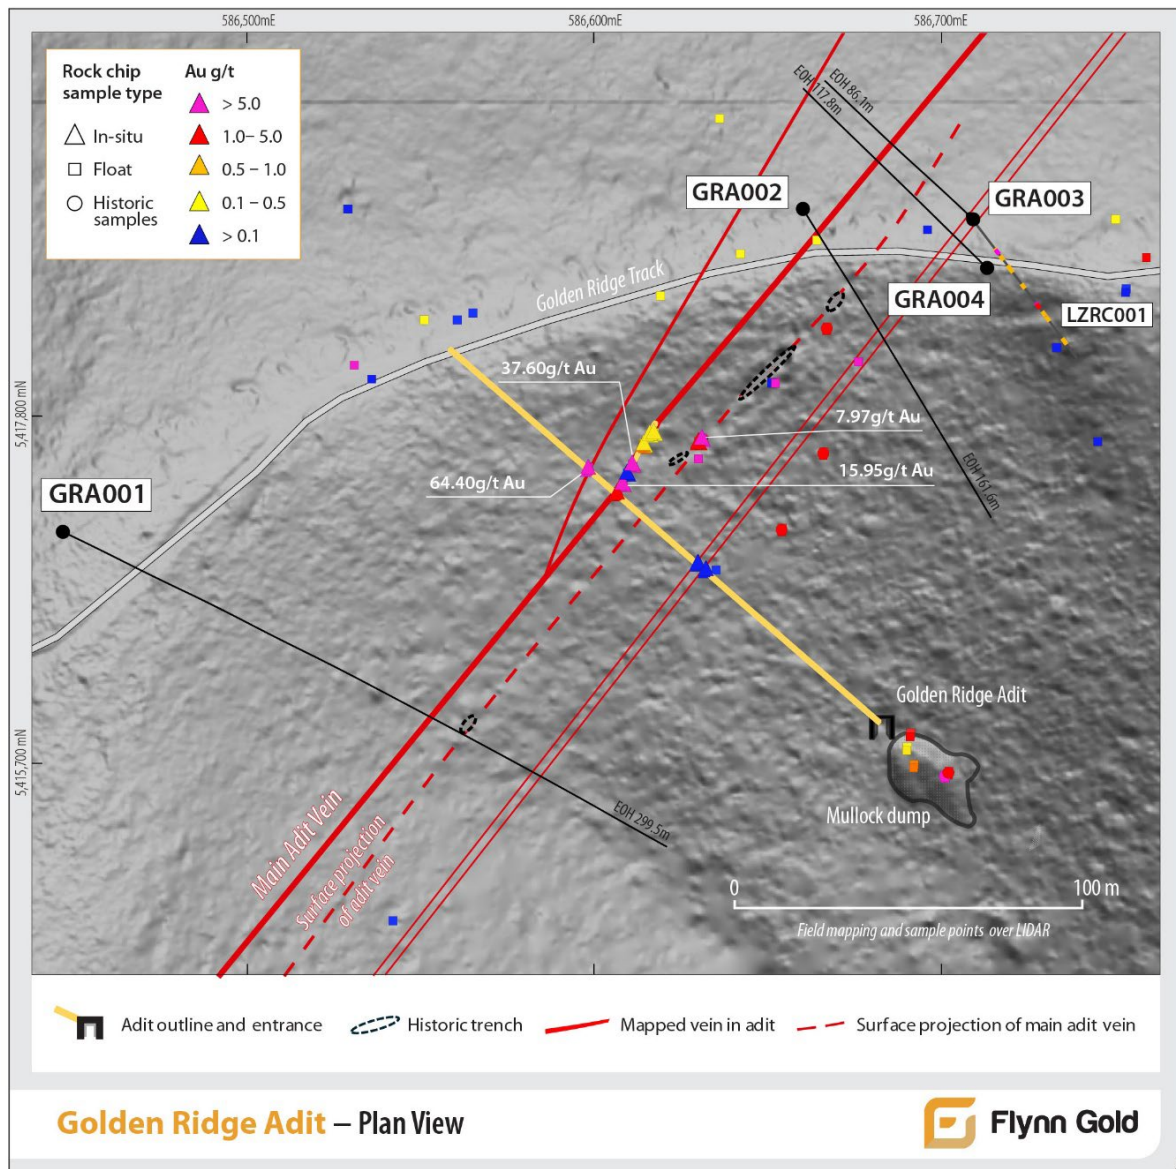 586,500mE
586,600mE
586,700mE
Rock chip
sample type
In-situ
Float
Historic
samples
Au g/t
> 5.0
1.0– 5.0
0.5 – 1.0
0.1 – 0.5
> 0.1
EOH 86.1m
EOH 117.8m
GRA002
GRA003
GRA004
LZRC001
Golden Ridge Track
37.60g/t Au
7.97g/t Au
15.95g/t Au
64.40g/t Au
EOH 161.6m
5,417,800 mN
GRA001
5,415,700 mN
Golden Ridge Adit
Mullock dump
EOH 299.5m
Main Adit Vein
Surface projection
of adit vein
0
100 m
Field mapping and sample points over LIDAR
Adit outline and entrance
Historic trench
Mapped vein in adit
Surface projection of main adit vein
Golden Ridge Adit – Plan View
Flynn Gold